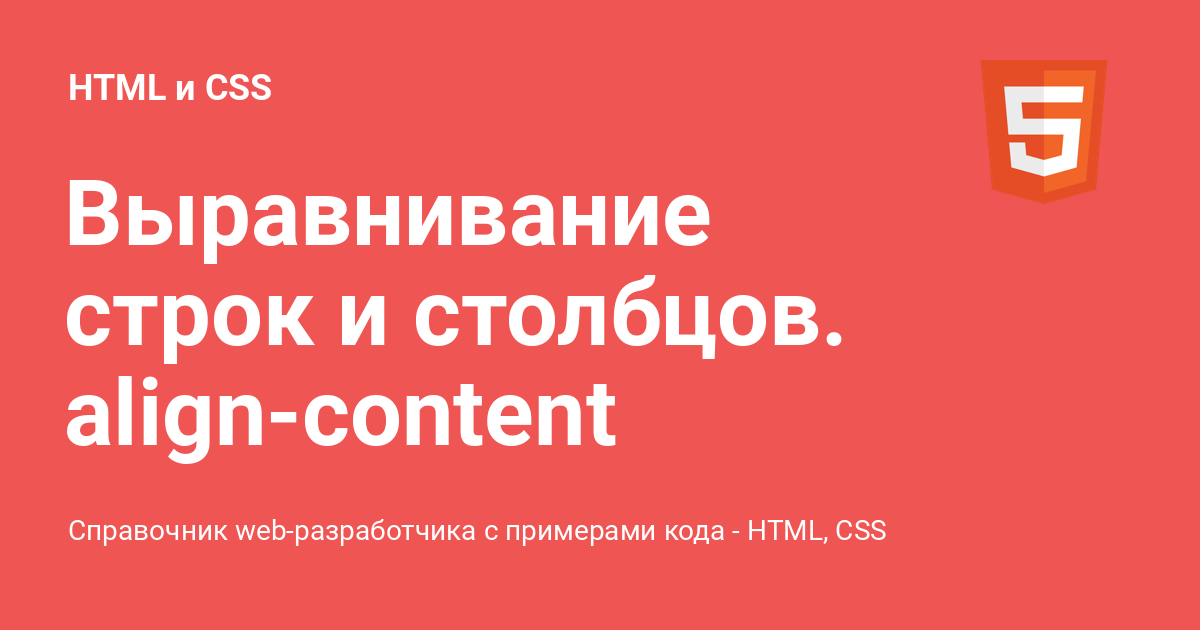 HTML и CSS
Выравнивание
строк и столбцов.
align-content
Справочник web-разработчика с примерами кода - HTML, CSS